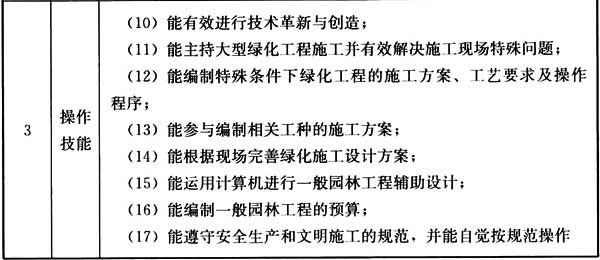 (10) 能有效进行技术革新与创造；
(11) 能主持大型绿化工程施工并有效解决施工现场特殊问题；
(12) 能编制特殊条件下绿化工程的施工方案、工艺要求及操作
程序；
3
操作
技能
(13) 能参与编制相关工种的施工方案；
(14) 能根据现场完善绿化施工设计方案；
(15) 能运用计算机进行一般园林工程辅助设计；
(16) 能编制一般园林工程的预算；
(17) 能遵守安全生产和文明施工的规范，并能自觉按规范操作